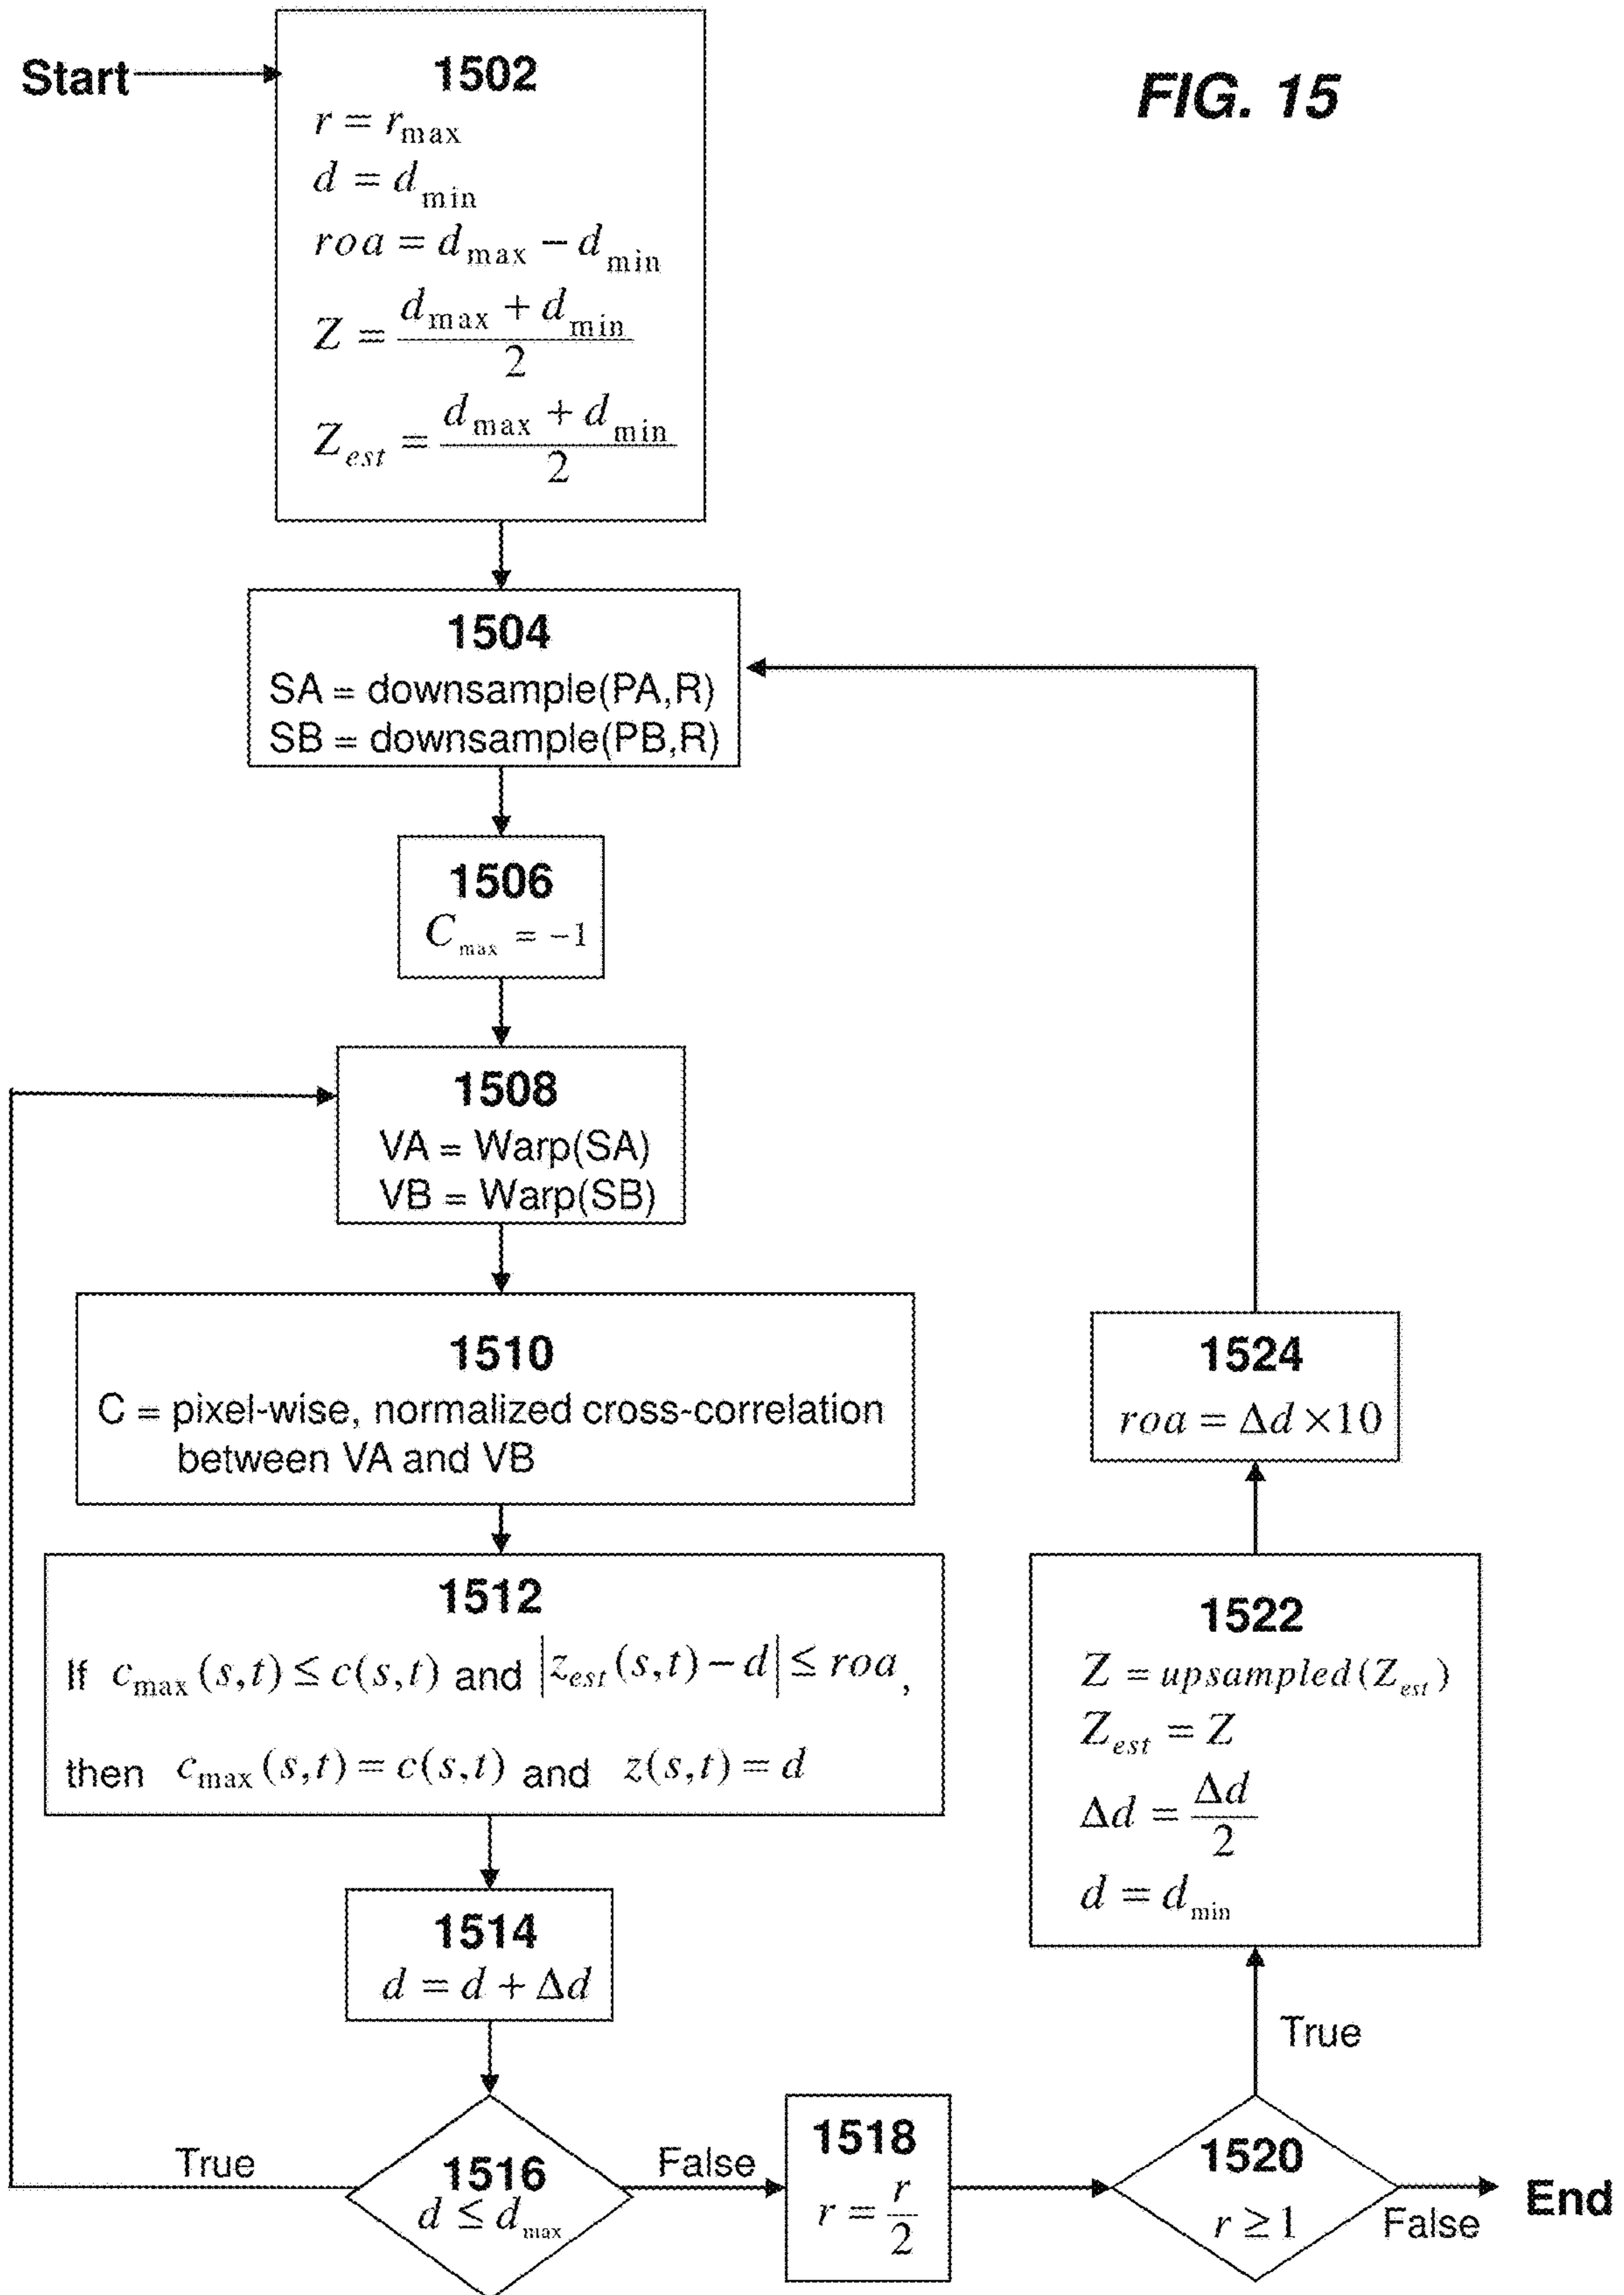 FIG. 15
Start
1502
r = r_max
d = d_min
roa = d_max − d_min
Z = (d_max + d_min) / 2
Z_est = (d_max + d_min) / 2
1504
SA = downsample(PA,R)
SB = downsample(PB,R)
1506
C_max = −1
1508
VA = Warp(SA)
VB = Warp(SB)
1510
C = pixel-wise, normalized cross-correlation
between VA and VB
1512
If c_max(s,t) ≤ c(s,t) and |z_est(s,t) − d| ≤ roa,
then c_max(s,t) = c(s,t) and z(s,t) = d
1514
d = d + Δd
1516
d ≤ d_max
True
False
1518
r = r / 2
1520
r ≥ 1
False
End
True
1522
Z = upsampled(Z_est)
Z_est = Z
Δd = Δd / 2
d = d_min
1524
roa = Δd × 10